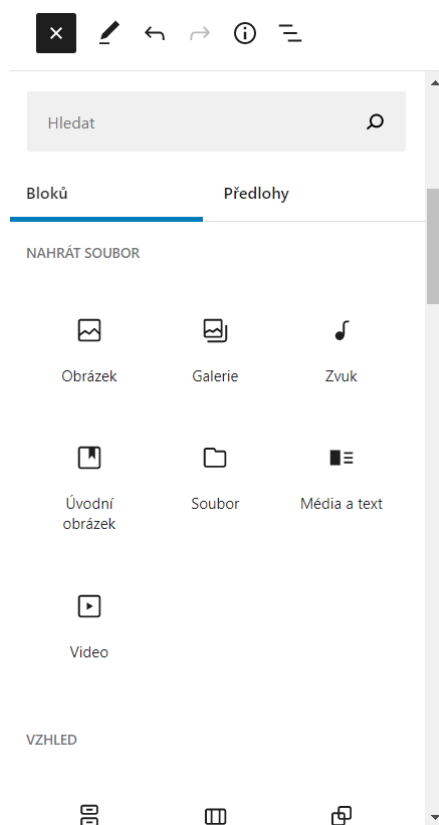 Hledat
Bloků Předlohy
NAHRÁT SOUBOR
Obrázek Galerie Zvuk
Úvodní obrázek Soubor Média a text
Video
VZHLED